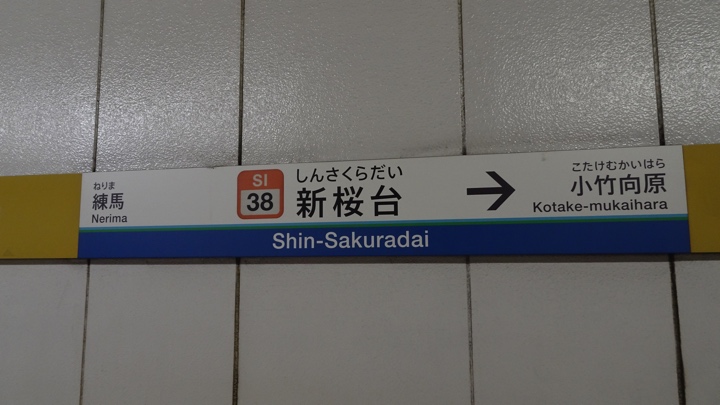 ねりま
練馬
Nerima
SI
38
しんさくらだい
新桜台
Shin-Sakuradai
→
こたけむかいはら
小竹向原
Kotake-mukaihara